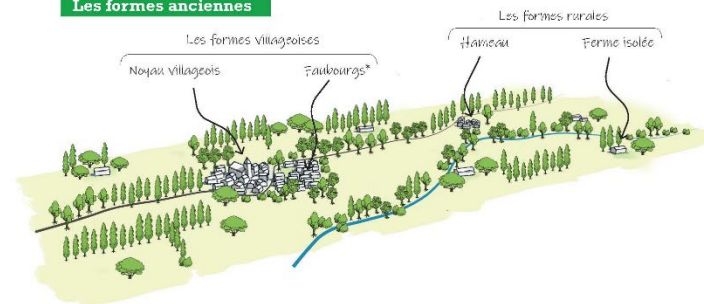 Les formes anciennes
Les formes villageoises
Noyau villageois
Faubourgs*
Les formes rurales
Hameau
Ferme isolée